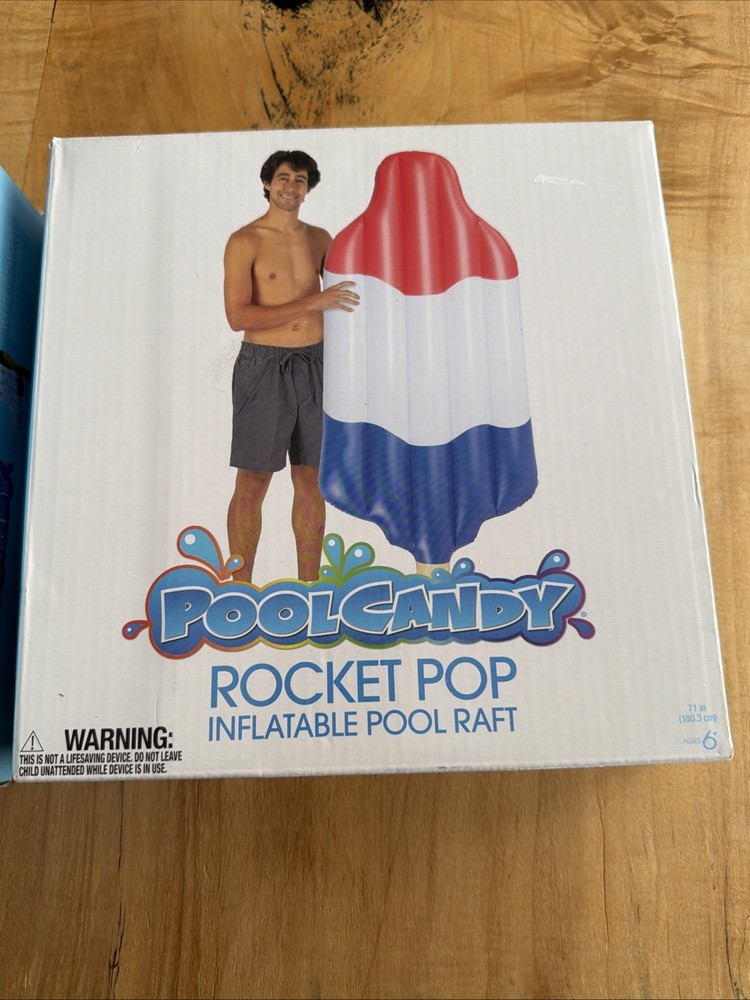 POOLCANDY®
ROCKET POP
INFLATABLE POOL RAFT
WARNING:
THIS IS NOT A LIFESAVING DEVICE. DO NOT LEAVE
CHILD UNATTENDED WHILE DEVICE IS IN USE.
71 in
(180.3 cm)
AGES 6+